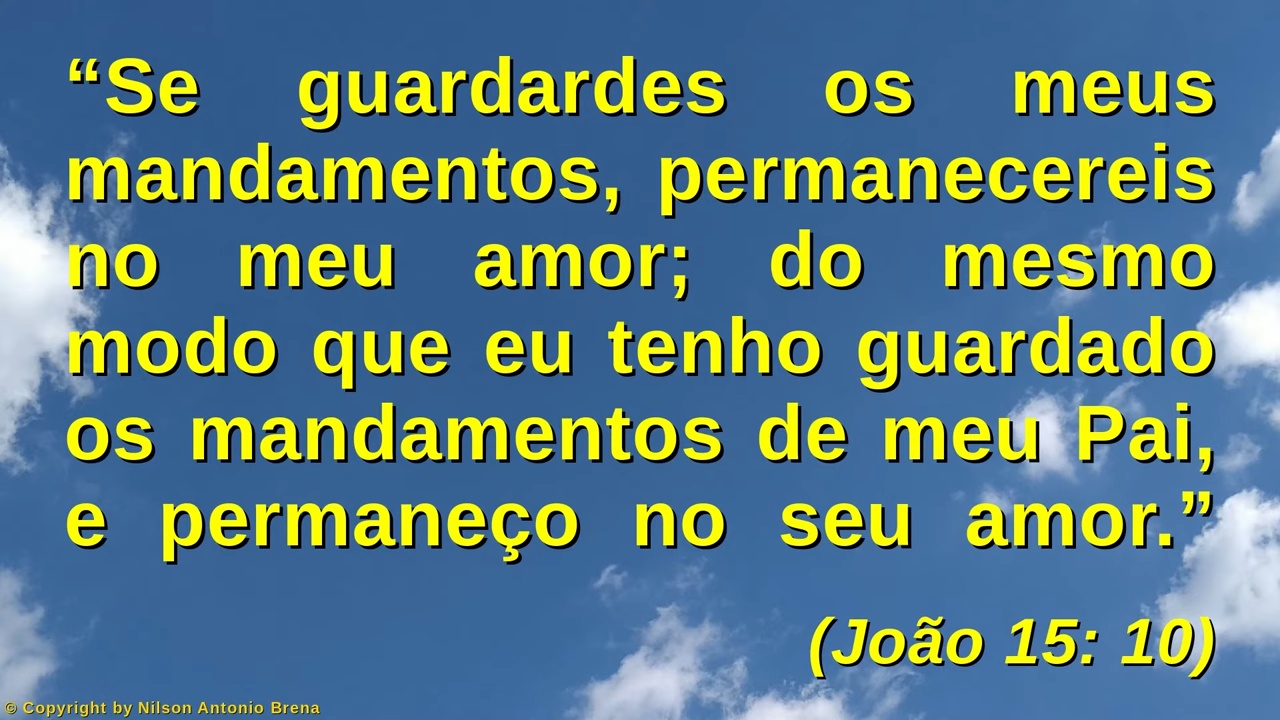 “Se guardardes os meus
mandamentos, permanecereis
no meu amor; do mesmo
modo que eu tenho guardado
os mandamentos de meu Pai,
e permaneço no seu amor.”
(João 15: 10)
© Copyright by Nilson Antonio Brena